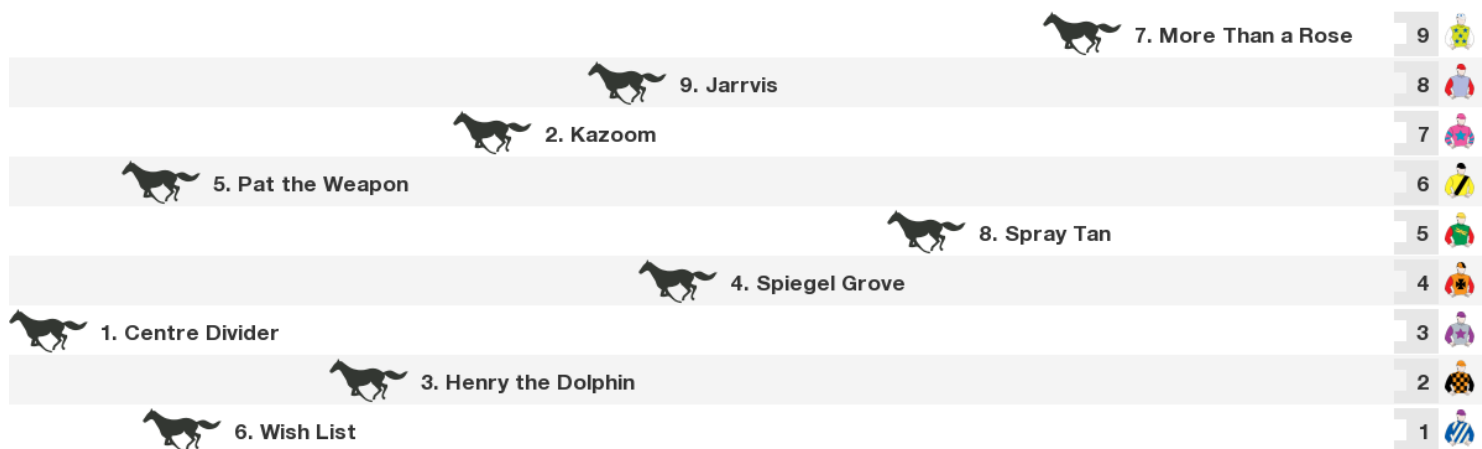 7. More Than a Rose 9
9. Jarrvis 8
2. Kazoom 7
5. Pat the Weapon 6
8. Spray Tan 5
4. Spiegel Grove 4
1. Centre Divider 3
3. Henry the Dolphin 2
6. Wish List 1